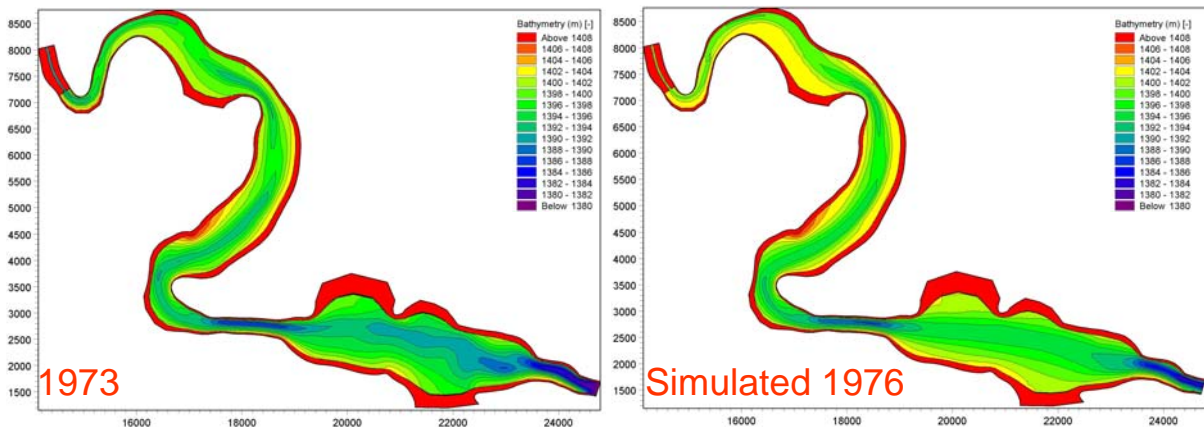 Bathymetry (m) [-]
Above 1408
1406 - 1408
1404 - 1406
1402 - 1404
1400 - 1402
1398 - 1400
1396 - 1398
1394 - 1396
1392 - 1394
1390 - 1392
1388 - 1390
1386 - 1388
1384 - 1386
1382 - 1384
1380 - 1382
Below 1380
8500
8000
7500
7000
6500
6000
5500
5000
4500
4000
3500
3000
2500
2000
1500
1973
16000 18000 20000 22000 24000
Bathymetry (m) [-]
Above 1408
1406 - 1408
1404 - 1406
1402 - 1404
1400 - 1402
1398 - 1400
1396 - 1398
1394 - 1396
1392 - 1394
1390 - 1392
1388 - 1390
1386 - 1388
1384 - 1386
1382 - 1384
1380 - 1382
Below 1380
8500
8000
7500
7000
6500
6000
5500
5000
4500
4000
3500
3000
2500
2000
1500
Simulated 1976
16000 18000 20000 22000 24000